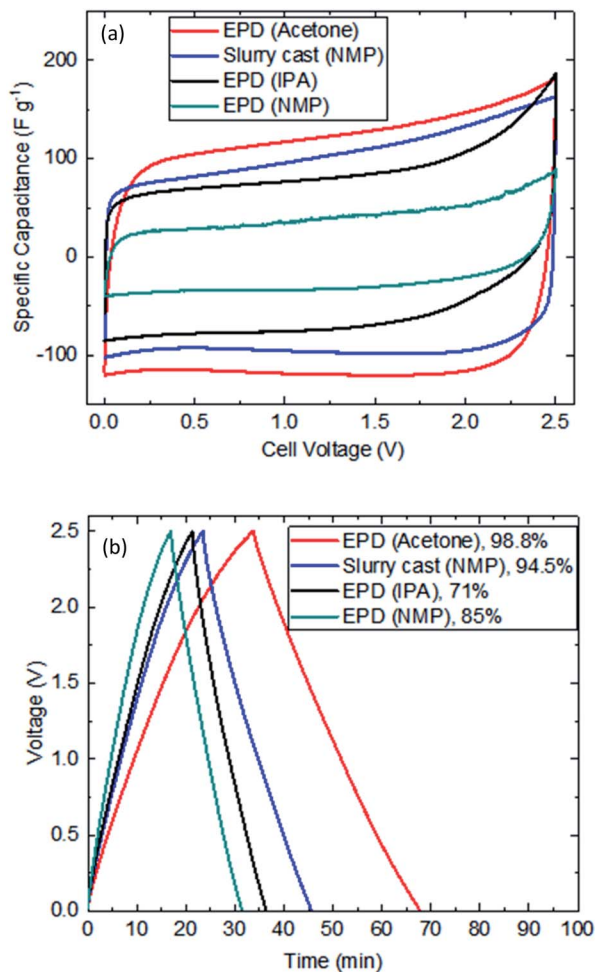 (a)
EPD (Acetone)
Slurry cast (NMP)
EPD (IPA)
EPD (NMP)
Specific Capacitance (F g⁻¹)
200
100
0
-100
0.0 0.5 1.0 1.5 2.0 2.5
Cell Voltage (V)
(b)
EPD (Acetone), 98.8%
Slurry cast (NMP), 94.5%
EPD (IPA), 71%
EPD (NMP), 85%
Voltage (V)
2.5
2.0
1.5
1.0
0.5
0.0
0 10 20 30 40 50 60 70 80 90 100
Time (min)